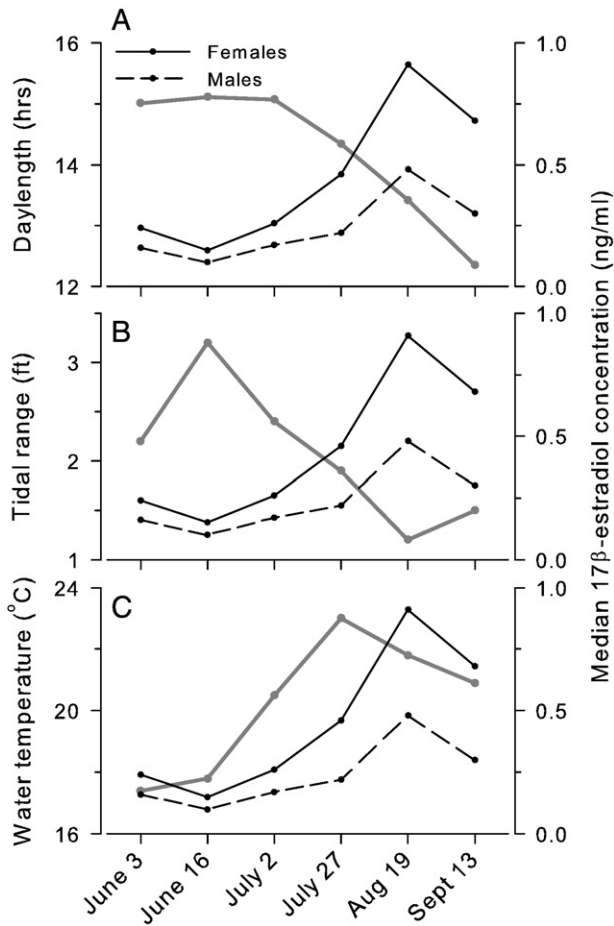 A
Females
Males
16
14
12
Daylength (hrs)
1.0
0.5
0.0
B
3
2
1
Tidal range (ft)
1.0
0.5
0.0
Median 17β-estradiol concentration (ng/ml)
C
24
20
16
Water temperature (°C)
1.0
0.5
0.0
June 3
June 16
July 2
July 27
Aug 19
Sept 13